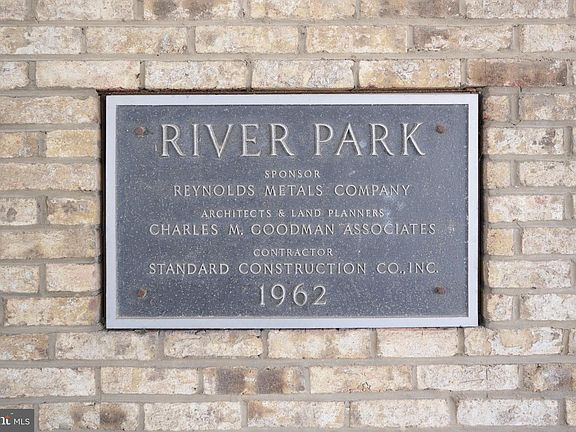 RIVER PARK
SPONSOR
REYNOLDS METALS COMPANY
ARCHITECTS & LAND PLANNERS
CHARLES M. GOODMAN ASSOCIATES
CONTRACTOR
STANDARD CONSTRUCTION CO., INC.
1962
MLS